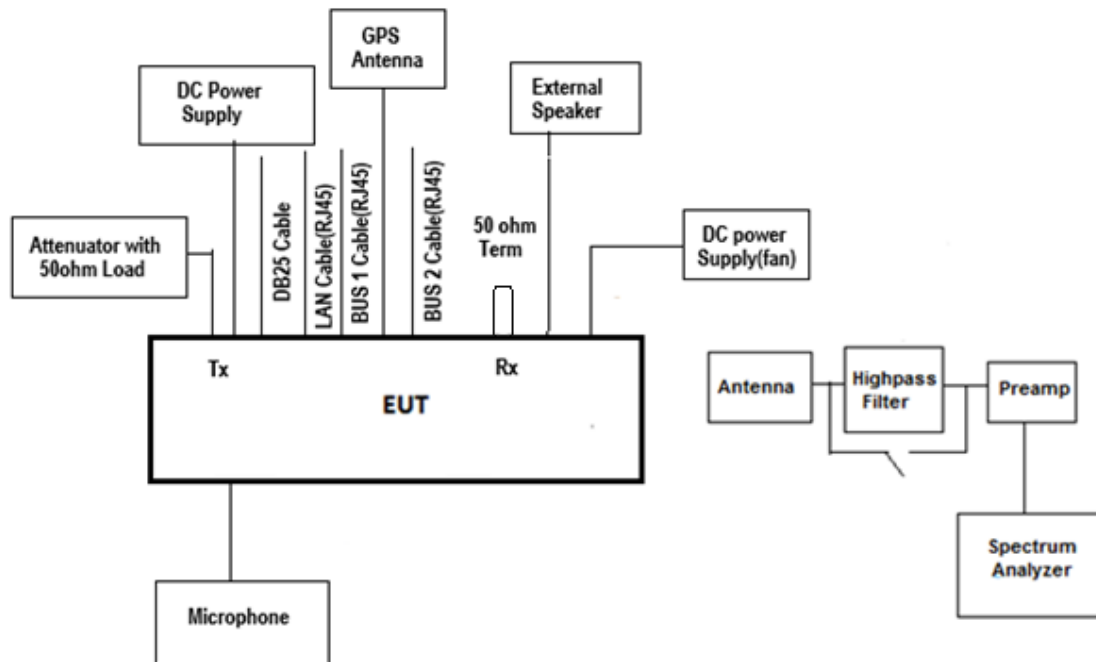 GPS
Antenna
DC Power
Supply
External
Speaker
Attenuator with
50ohm Load
DB25 Cable
LAN Cable(RJ45)
BUS 1 Cable(RJ45)
BUS 2 Cable(RJ45)
50 ohm
Term
DC power
Supply(fan)
Tx
Rx
EUT
Antenna
Highpass
Filter
Preamp
Spectrum
Analyzer
Microphone